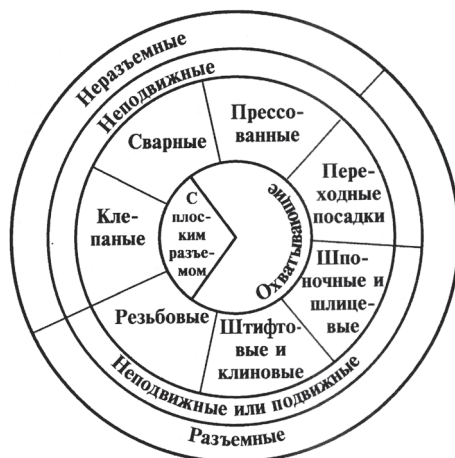 Неразъемные
Неподвижные
Прессо-
ванные
Сварные
Пере-
ходные
посадки
Кле-
паные
С
плос-
ким
разъе-
мом
Охватывающие
Шпо-
ночные и
шлице-
вые
Резьбовые
Штифто-
вые и
клиновые
Неподвижные или подвижные
Разъемные